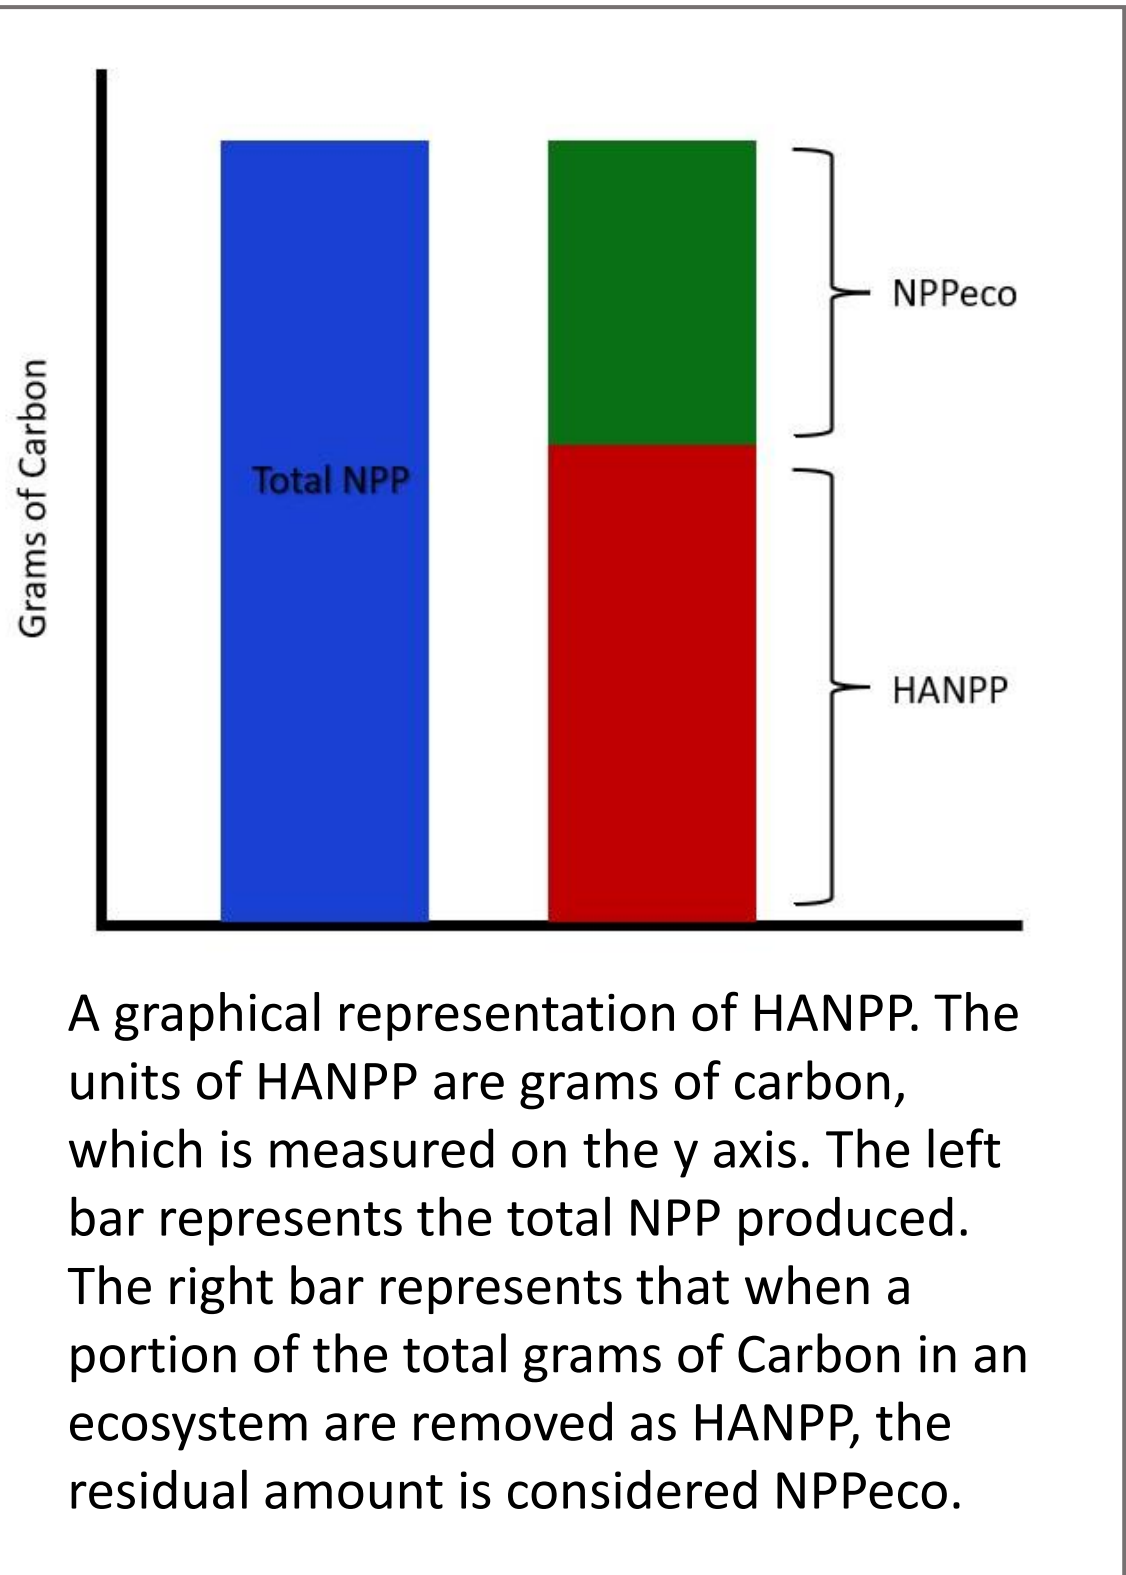 NPPeco
Total NPP
Grams of Carbon
HANPP
A graphical representation of HANPP. The
units of HANPP are grams of carbon,
which is measured on the y axis. The left
bar represents the total NPP produced.
The right bar represents that when a
portion of the total grams of Carbon in an
ecosystem are removed as HANPP, the
residual amount is considered NPPeco.